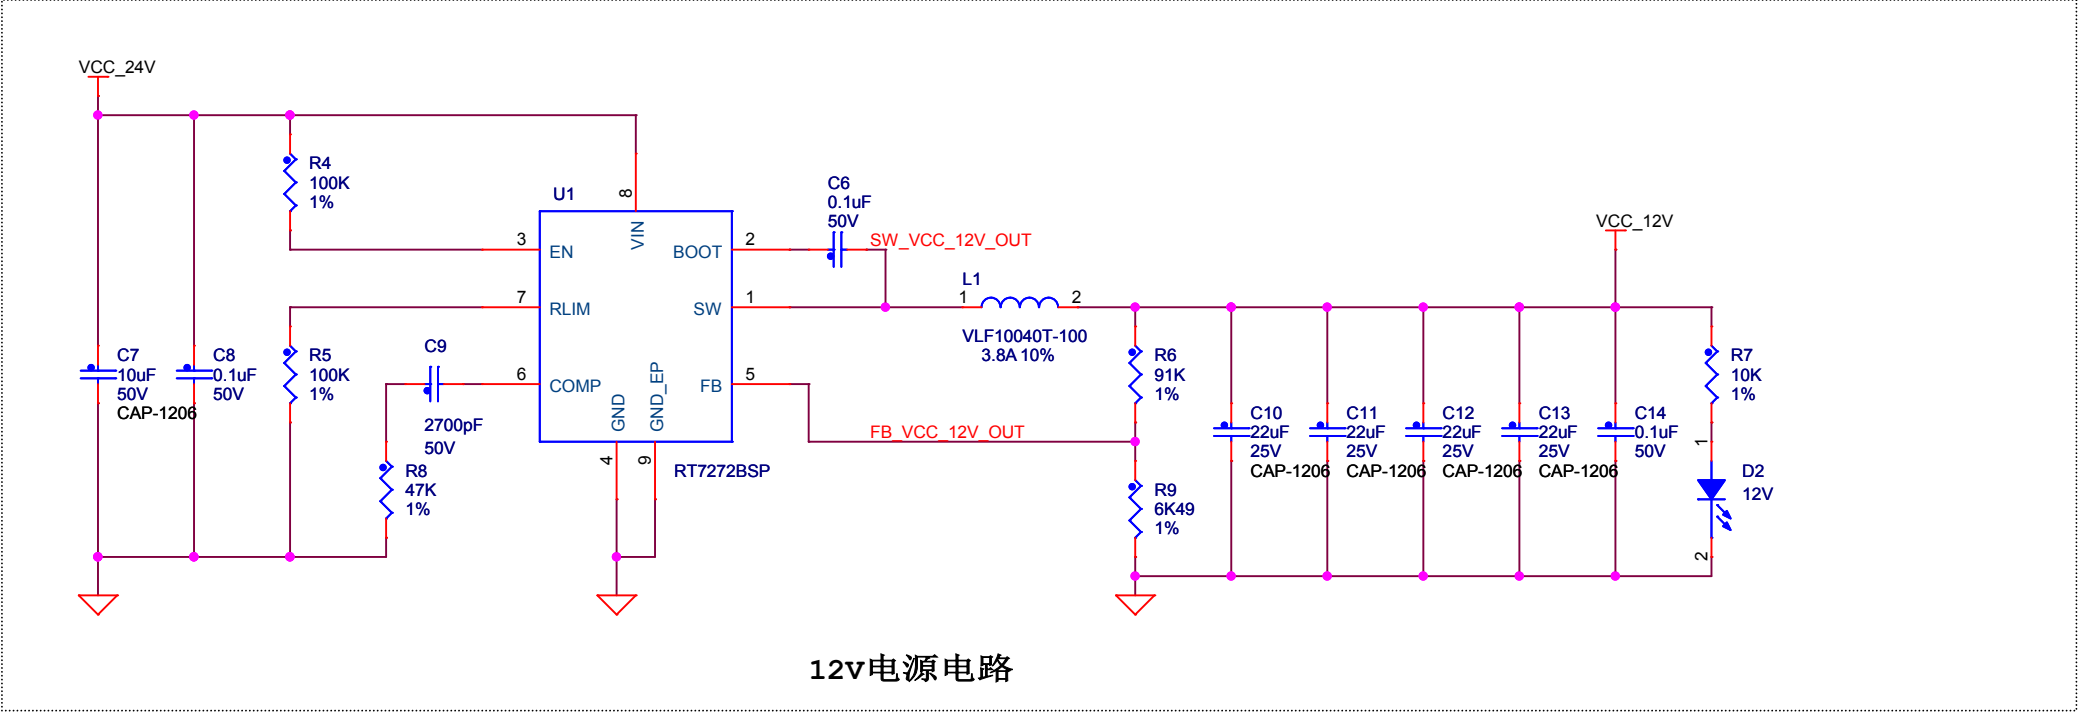 VCC_24V
R4
100K
1%
U1
8
VIN
3
EN
7
RLIM
6
COMP
BOOT
2
SW
1
FB
5
GND
4
GND_EP
9
RT7272BSP
C6
0.1uF
50V
SW_VCC_12V_OUT
L1
1
2
VLF10040T-100
3.8A 10%
FB_VCC_12V_OUT
C7
10uF
50V
CAP-1206
C8
0.1uF
50V
R5
100K
1%
C9
2700pF
50V
R8
47K
1%
R6
91K
1%
R9
6K49
1%
C10
22uF
25V
CAP-1206
C11
22uF
25V
CAP-1206
C12
22uF
25V
CAP-1206
C13
22uF
25V
CAP-1206
VCC_12V
C14
0.1uF
50V
R7
10K
1%
1
D2
12V
2
12V电源电路